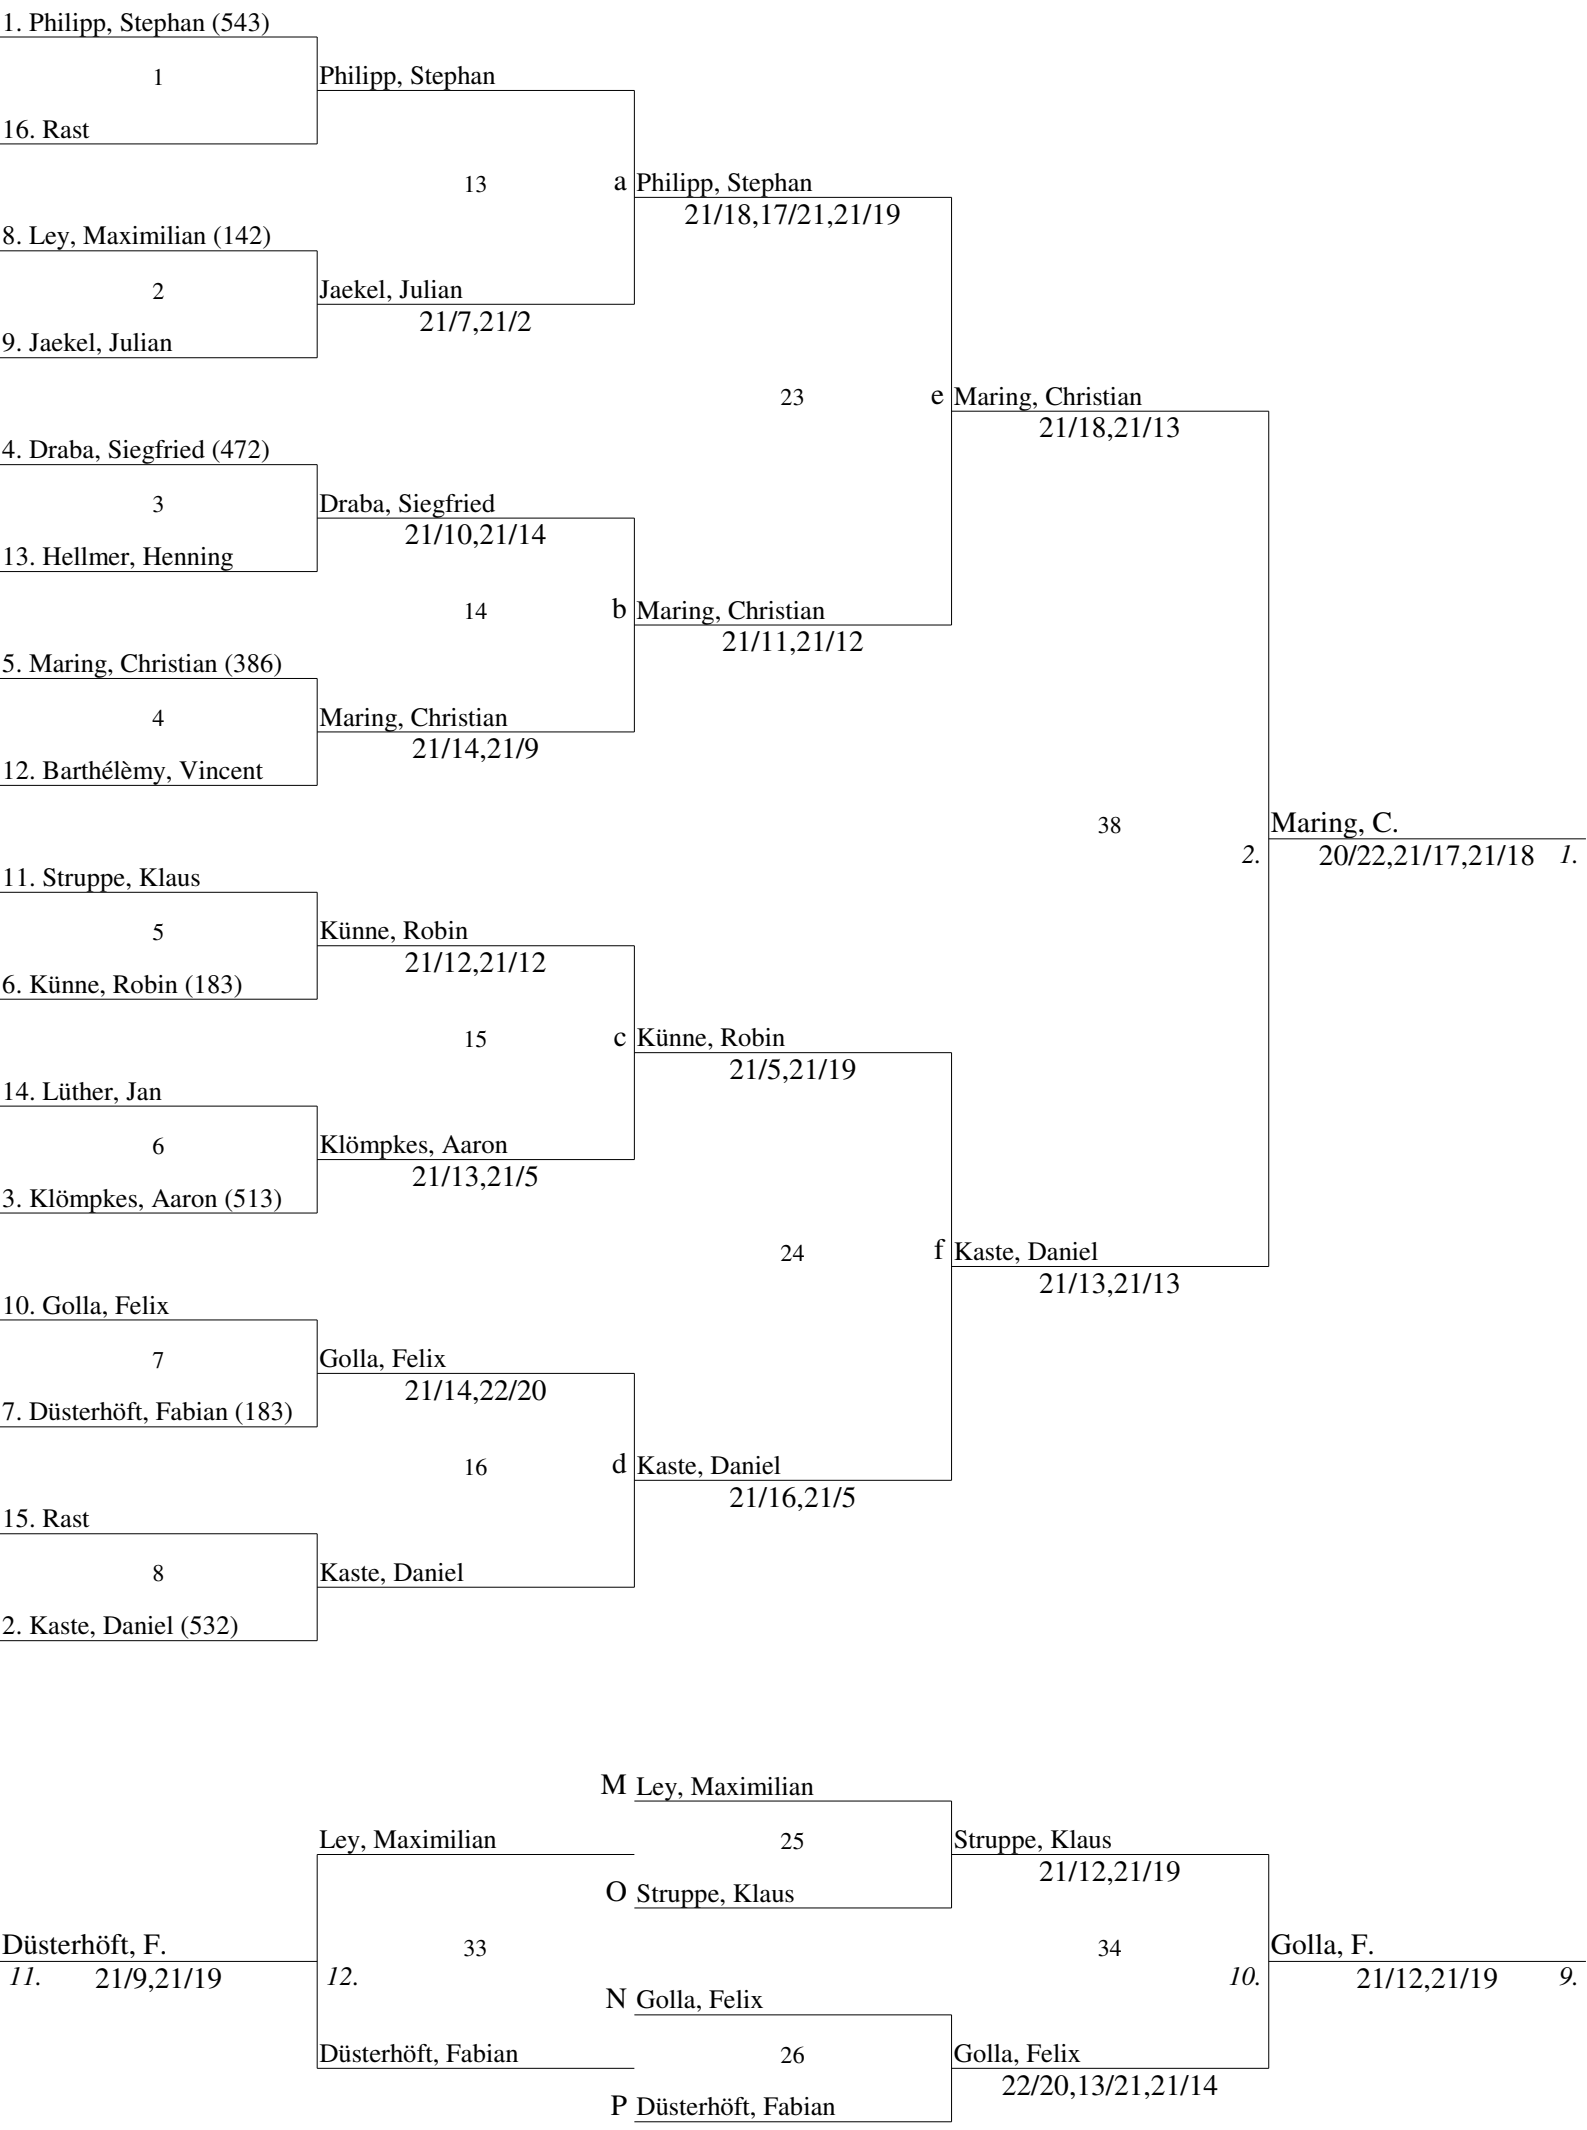 1. Philipp, Stephan (543)
1
Philipp, Stephan
16. Rast
13
a Philipp, Stephan
21/18,17/21,21/19
8. Ley, Maximilian (142)
2
Jaekel, Julian
21/7,21/2
9. Jaekel, Julian
23
e Maring, Christian
21/18,21/13
4. Draba, Siegfried (472)
3
Draba, Siegfried
21/10,21/14
13. Hellmer, Henning
14
b Maring, Christian
21/11,21/12
5. Maring, Christian (386)
4
Maring, Christian
21/14,21/9
12. Barthélèmy, Vincent
38
Maring, C.
2. 20/22,21/17,21/18 1.
11. Struppe, Klaus
5
Künne, Robin
21/12,21/12
6. Künne, Robin (183)
15
c Künne, Robin
21/5,21/19
14. Lüther, Jan
6
Klömpkes, Aaron
21/13,21/5
3. Klömpkes, Aaron (513)
24
f Kaste, Daniel
21/13,21/13
10. Golla, Felix
7
Golla, Felix
21/14,22/20
7. Düsterhöft, Fabian (183)
16
d Kaste, Daniel
21/16,21/5
15. Rast
8
Kaste, Daniel
2. Kaste, Daniel (532)
M Ley, Maximilian
Ley, Maximilian
25
Struppe, Klaus
21/12,21/19
O Struppe, Klaus
Düsterhöft, F.
11. 21/9,21/19
33
12.
34
Golla, F.
10. 21/12,21/19 9.
N Golla, Felix
Düsterhöft, Fabian
26
Golla, Felix
22/20,13/21,21/14
P Düsterhöft, Fabian